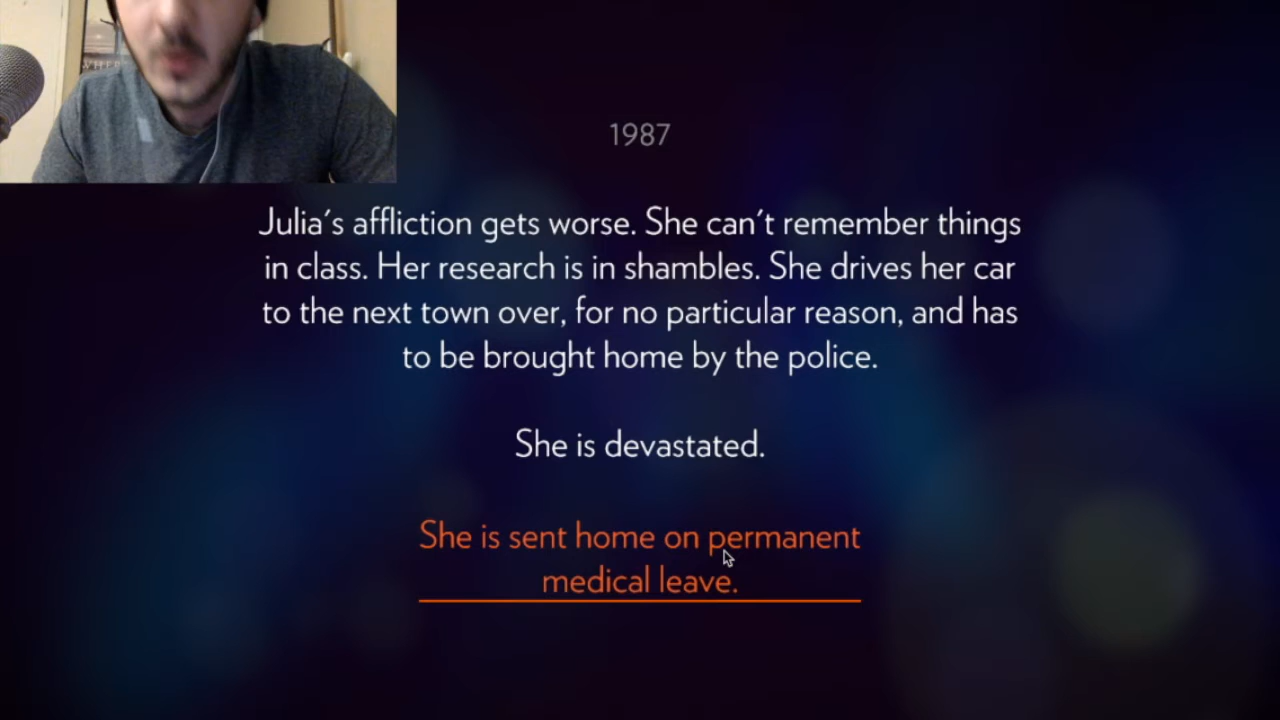 WHERE
1987
Julia's affliction gets worse. She can't remember things
in class. Her research is in shambles. She drives her car
to the next town over, for no particular reason, and has
to be brought home by the police.
She is devastated.
She is sent home on permanent
medical leave.